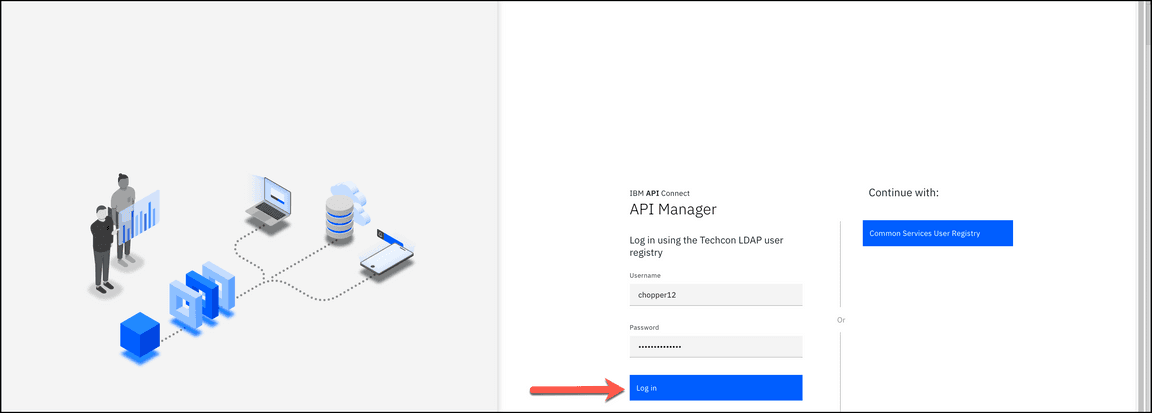 IBM API Connect
API Manager
Log in using the Techcon LDAP user
registry
Username
chopper12
Password
••••••••••••••
Log in
Or
Continue with:
Common Services User Registry